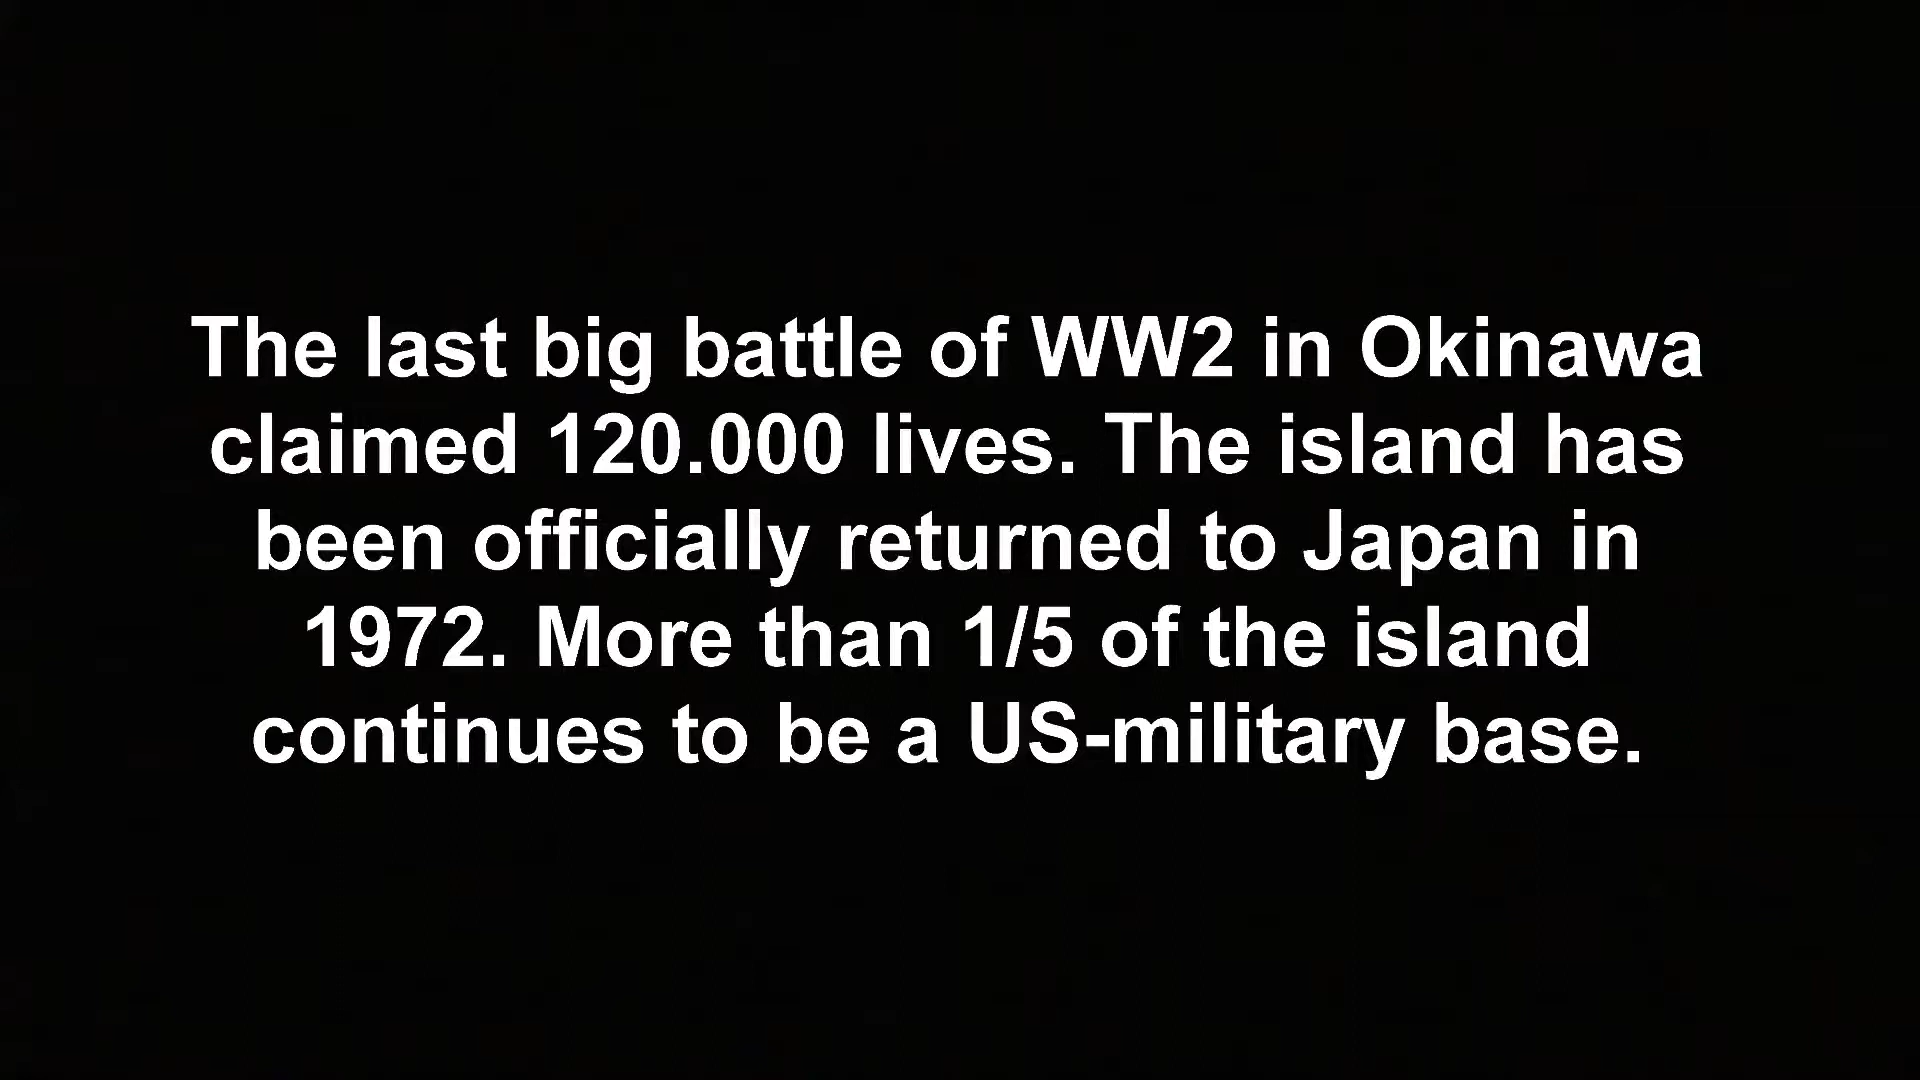 The last big battle of WW2 in Okinawa
claimed 120.000 lives. The island has
been officially returned to Japan in
1972. More than 1/5 of the island
continues to be a US-military base.